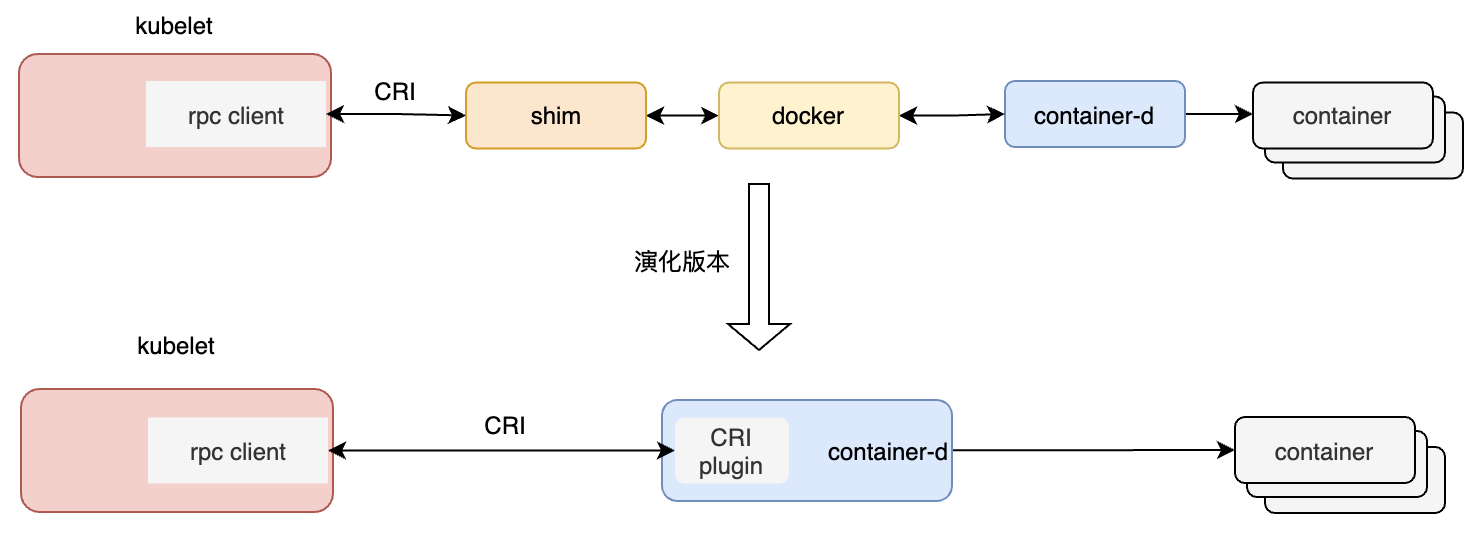 kubelet
rpc client
CRI
shim
docker
container-d
container
演化版本
kubelet
rpc client
CRI
CRI
plugin
container-d
container